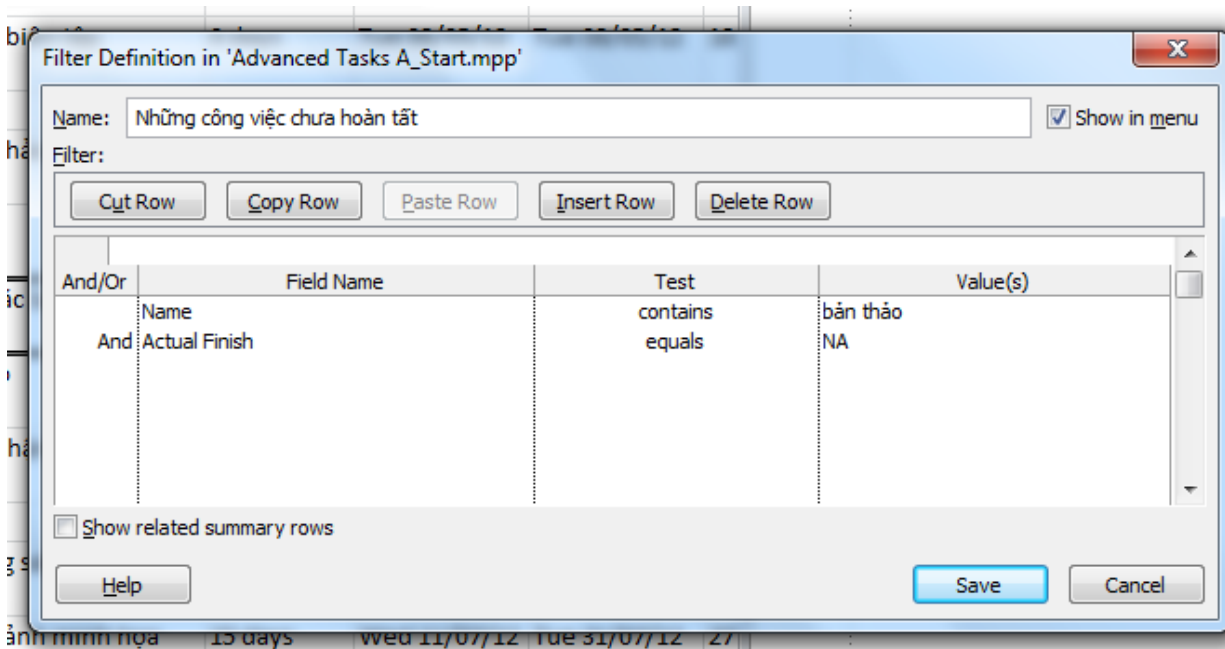 Filter Definition in 'Advanced Tasks A_Start.mpp'
Name: Những công việc chưa hoàn tất
Show in menu
Filter:
Cut Row Copy Row Paste Row Insert Row Delete Row
And/Or Field Name Test Value(s)
Name contains bản thảo
And Actual Finish equals NA
Show related summary rows
Help Save Cancel
ảnh minh họa 15 days Wed 11/07/12 Tue 31/07/12 27